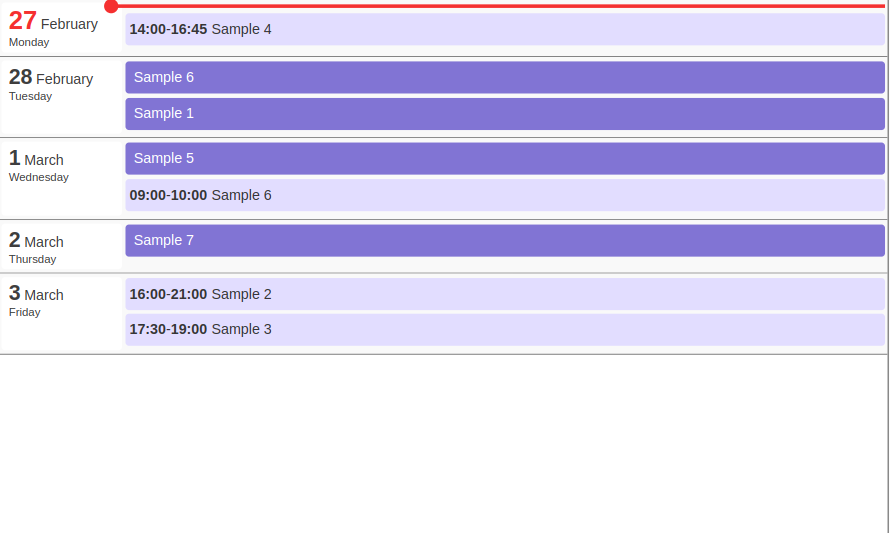 27 February
Monday
14:00-16:45 Sample 4
28 February
Tuesday
Sample 6
Sample 1
1 March
Wednesday
Sample 5
09:00-10:00 Sample 6
2 March
Thursday
Sample 7
3 March
Friday
16:00-21:00 Sample 2
17:30-19:00 Sample 3